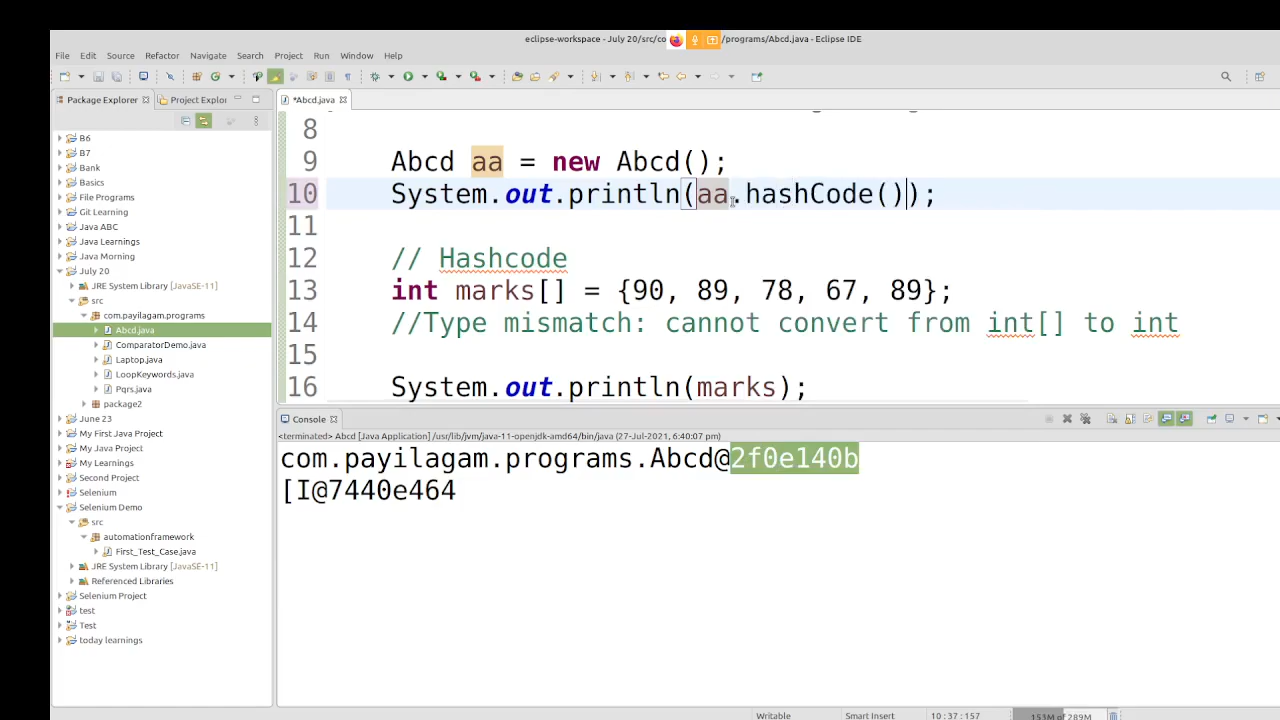 eclipse-workspace - July 20/src/co /programs/Abcd.java - Eclipse IDE
File Edit Source Refactor Navigate Search Project Run Window Help
Package Explorer Project Explor
*Abcd.java
B6
B7
Bank
Basics
File Programs
Git Learning
Java ABC
Java Learnings
Java Morning
July 20
JRE System Library [JavaSE-11]
src
com.payilagam.programs
Abcd.java
ComparatorDemo.java
Laptop.java
LoopKeywords.java
Pqrs.java
package2
June 23
My First Java Project
My Java Project
My Learnings
Second Project
Selenium
Selenium Demo
src
automationframework
First_Test_Case.java
JRE System Library [JavaSE-11]
Referenced Libraries
Selenium Project
test
Test
today learnings
8
9 Abcd aa = new Abcd();
10 System.out.println(aa.hashCode());
11
12 // Hashcode
13 int marks[] = {90, 89, 78, 67, 89};
14 //Type mismatch: cannot convert from int[] to int
15
16 System.out.println(marks);
Console
<terminated> Abcd [Java Application] /usr/lib/jvm/java-11-openjdk-amd64/bin/java (27-Jul-2021, 6:40:07 pm)
com.payilagam.programs.Abcd@2f0e140b
[I@7440e464
Writable Smart Insert 10 : 37 : 157 153M of 289M